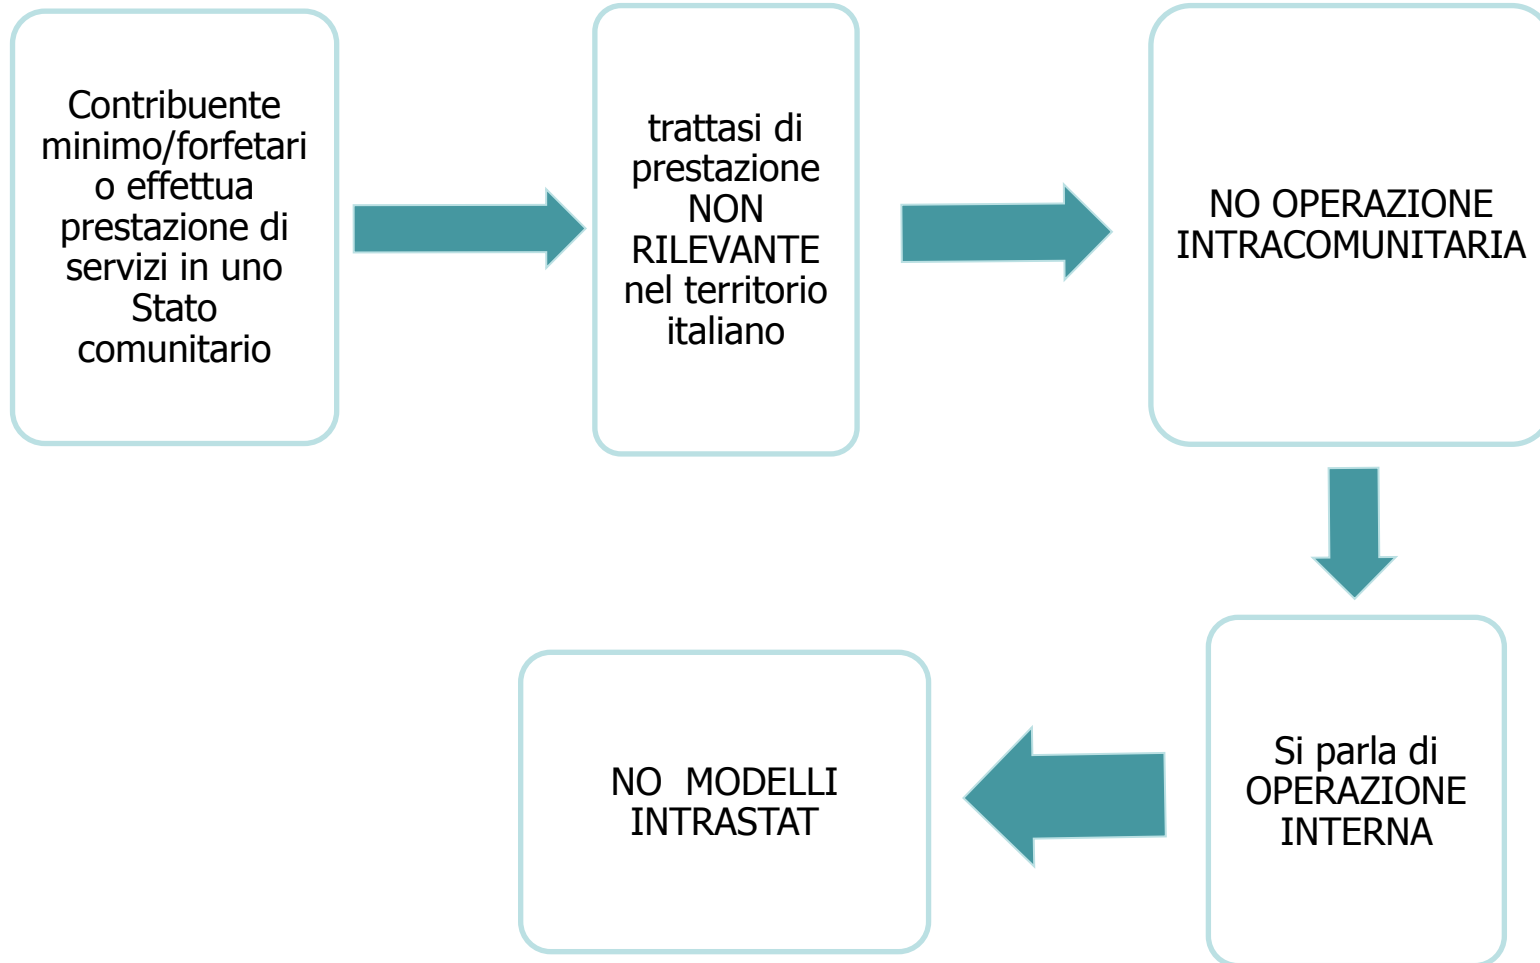 Contribuente
minimo/forfetari
o effettua
prestazione di
servizi in uno
Stato
comunitario
trattasi di
prestazione
NON
RILEVANTE
nel territorio
italiano
NO OPERAZIONE
INTRACOMUNITARIA
Si parla di
OPERAZIONE
INTERNA
NO MODELLI
INTRASTAT